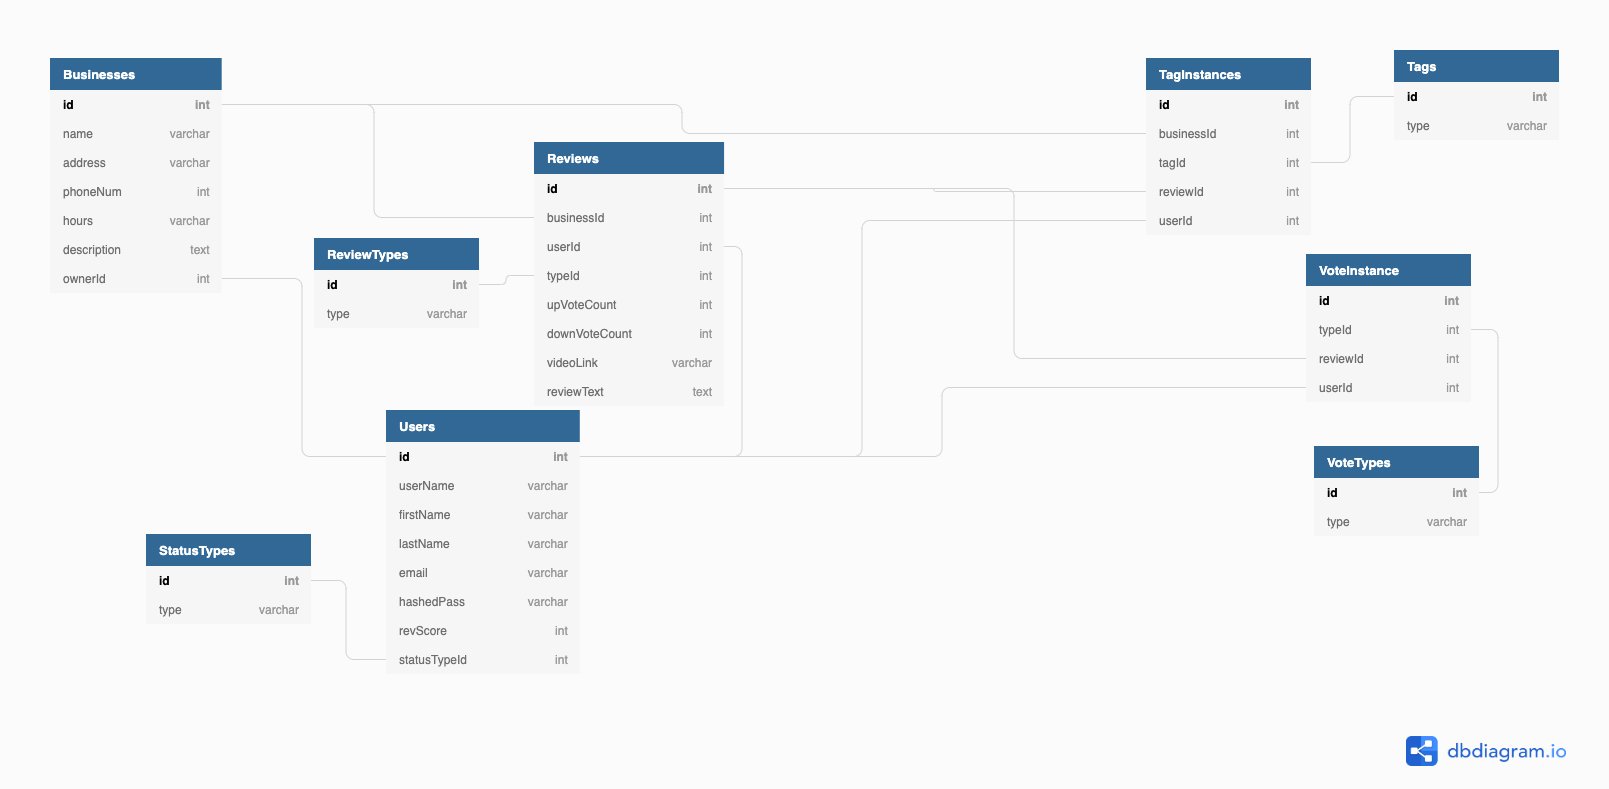 Businesses
id int
name varchar
address varchar
phoneNum int
hours varchar
description text
ownerId int
ReviewTypes
id int
type varchar
Reviews
id int
businessId int
userId int
typeId int
upVoteCount int
downVoteCount int
videoLink varchar
reviewText text
TagInstances
id int
businessId int
tagId int
reviewId int
userId int
Tags
id int
type varchar
VoteInstance
id int
typeId int
reviewId int
userId int
VoteTypes
id int
type varchar
Users
id int
userName varchar
firstName varchar
lastName varchar
email varchar
hashedPass varchar
revScore int
statusTypeId int
StatusTypes
id int
type varchar
dbdiagram.io